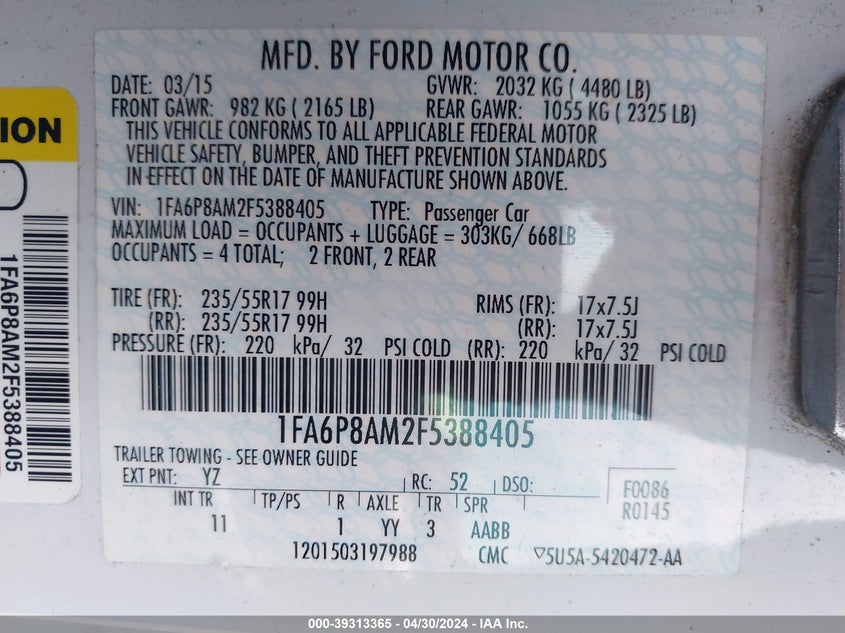 MFD. BY FORD MOTOR CO.
DATE: 03/15 GVWR: 2032 KG ( 4480 LB)
FRONT GAWR: 982 KG ( 2165 LB) REAR GAWR: 1055 KG ( 2325 LB)
THIS VEHICLE CONFORMS TO ALL APPLICABLE FEDERAL MOTOR
VEHICLE SAFETY, BUMPER, AND THEFT PREVENTION STANDARDS
IN EFFECT ON THE DATE OF MANUFACTURE SHOWN ABOVE.
VIN: 1FA6P8AM2F5388405 TYPE: Passenger Car
MAXIMUM LOAD = OCCUPANTS + LUGGAGE = 303KG/ 668LB
OCCUPANTS = 4 TOTAL; 2 FRONT, 2 REAR
TIRE (FR): 235/55R17 99H RIMS (FR): 17x7.5J
(RR): 235/55R17 99H (RR): 17x7.5J
PRESSURE (FR): 220 kPa/ 32 PSI COLD (RR): 220 kPa/ 32 PSI COLD
1FA6P8AM2F5388405
TRAILER TOWING - SEE OWNER GUIDE
EXT PNT: YZ RC: 52 DSO:
F0086
R0145
INT TR TP/PS R AXLE TR SPR
11 1 YY 3 AABB
1201503197988 CMC ▽5U5A-5420472-AA
ION
1FA6P8AM2F5388405
000-39313365 - 04/30/2024 - IAA Inc.